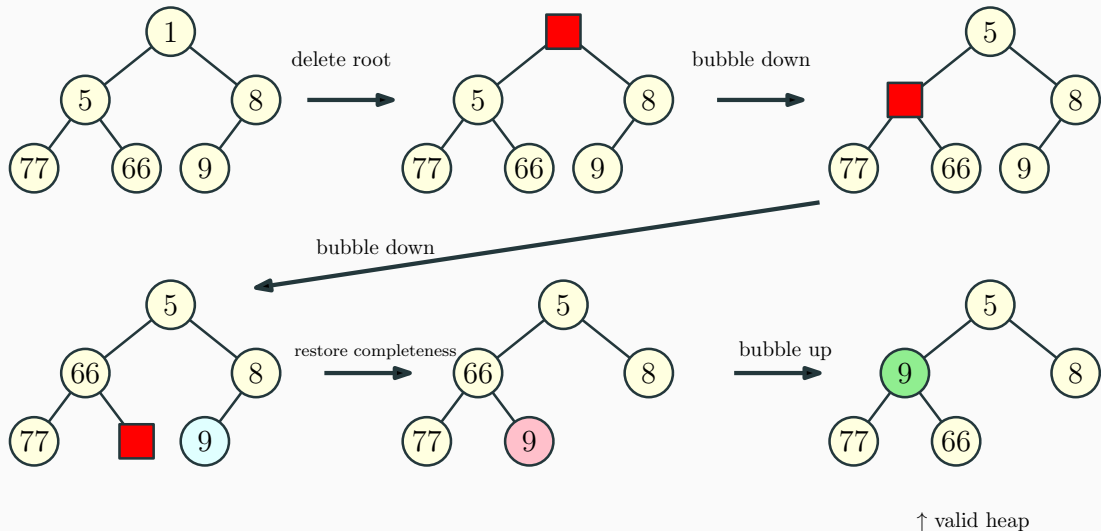 1
delete root
bubble down
5
5 8
5 8
8
77 66 9
77 66 9
77 66 9
bubble down
5
5
5
restore completeness
bubble up
66 8
66 8
9 8
77 9
77 9
77 66
↑ valid heap